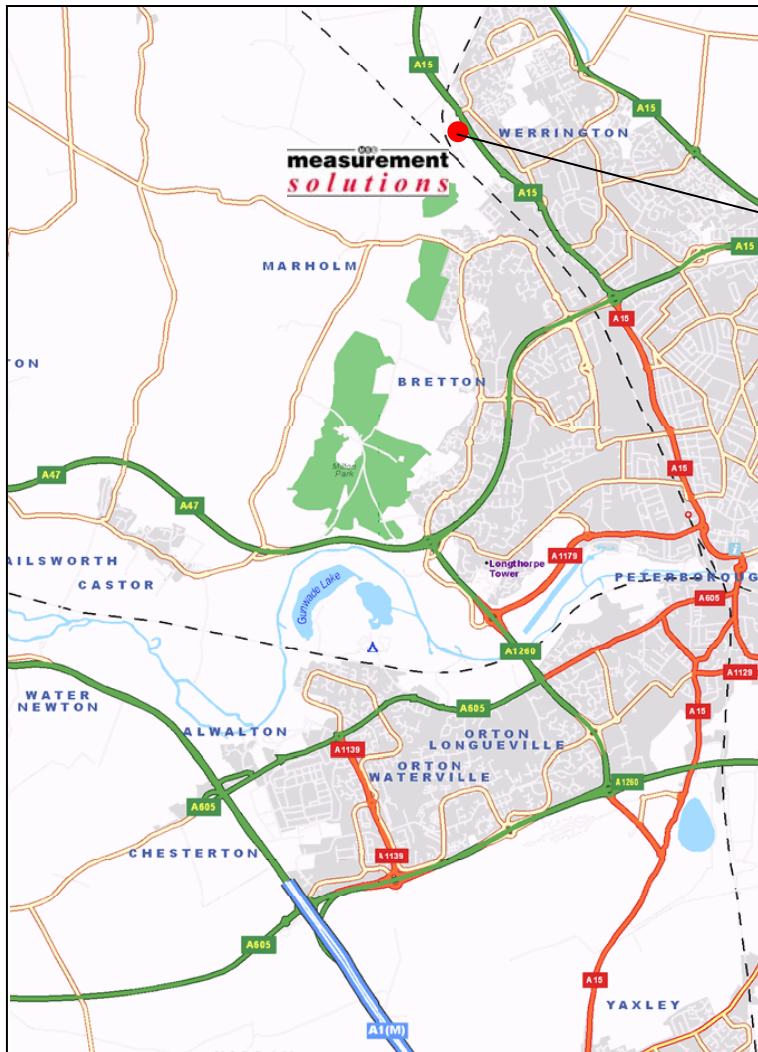 A15
A15
WERRINGTON
measurement
solutions
A15
A15
MARHOLM
A15
TON
BRETTON
A15
A47
Milton
Park
A47
AILSWORTH
CASTOR
Longthorpe
Tower
A1179
PETERBOROUG
Gunwade Lake
A605
A1260
A1129
WATER
NEWTON
A605
A15
ALWALTON
ORTON
LONGUEVILLE
A1139
ORTON
WATERVILLE
A1260
A605
CHESTERTON
A1139
A605
A15
YAXLEY
A1(M)